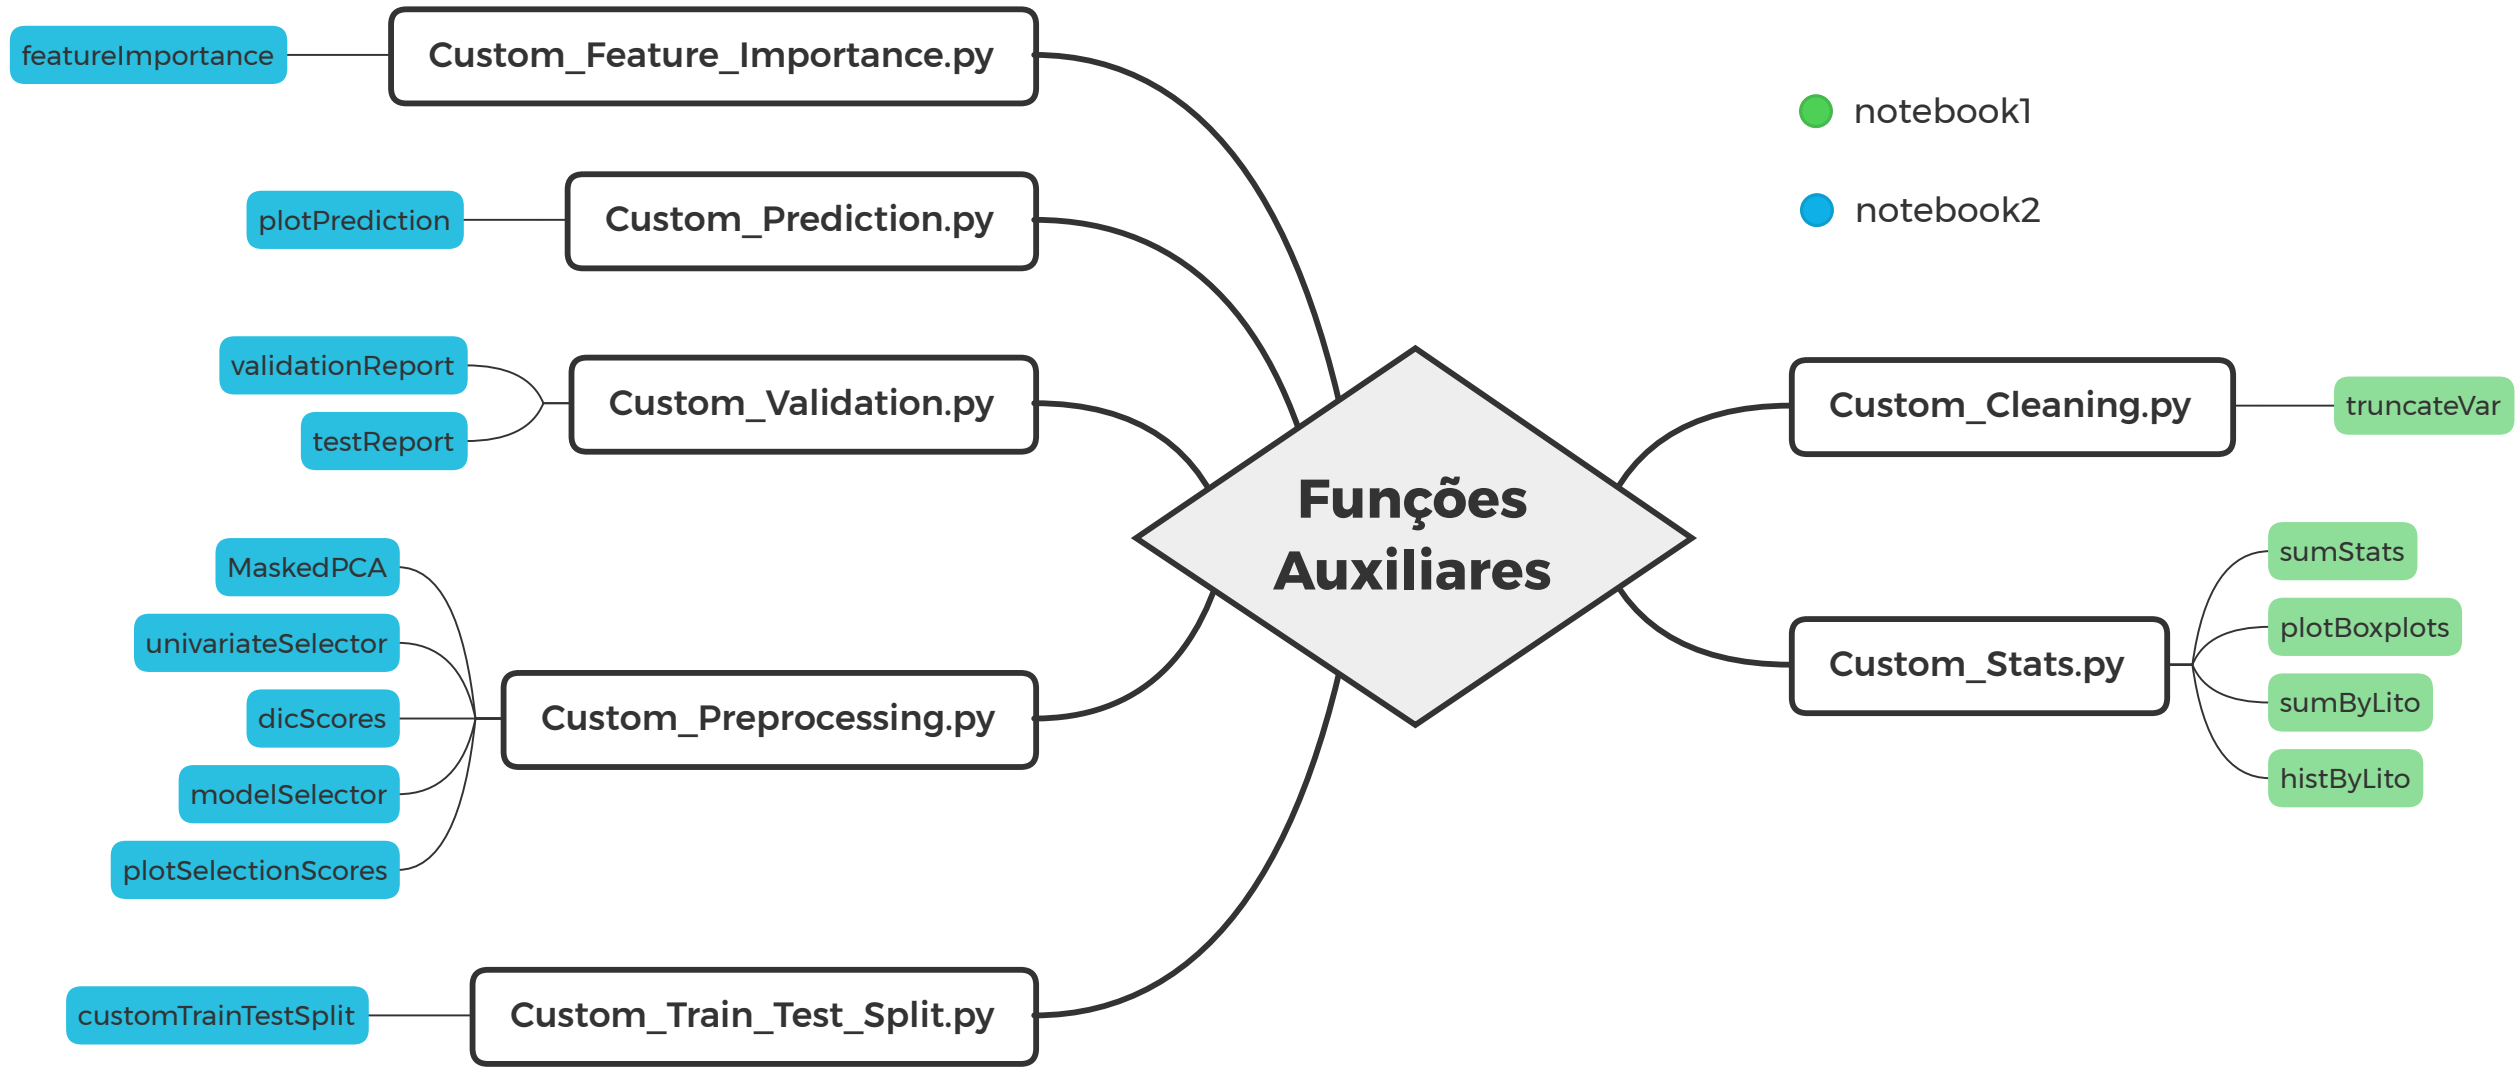 featureImportance
Custom_Feature_Importance.py
plotPrediction
Custom_Prediction.py
validationReport
testReport
Custom_Validation.py
MaskedPCA
univariateSelector
dicScores
modelSelector
plotSelectionScores
Custom_Preprocessing.py
customTrainTestSplit
Custom_Train_Test_Split.py
Funções
Auxiliares
notebook1
notebook2
Custom_Cleaning.py
truncateVar
Custom_Stats.py
sumStats
plotBoxplots
sumByLito
histByLito